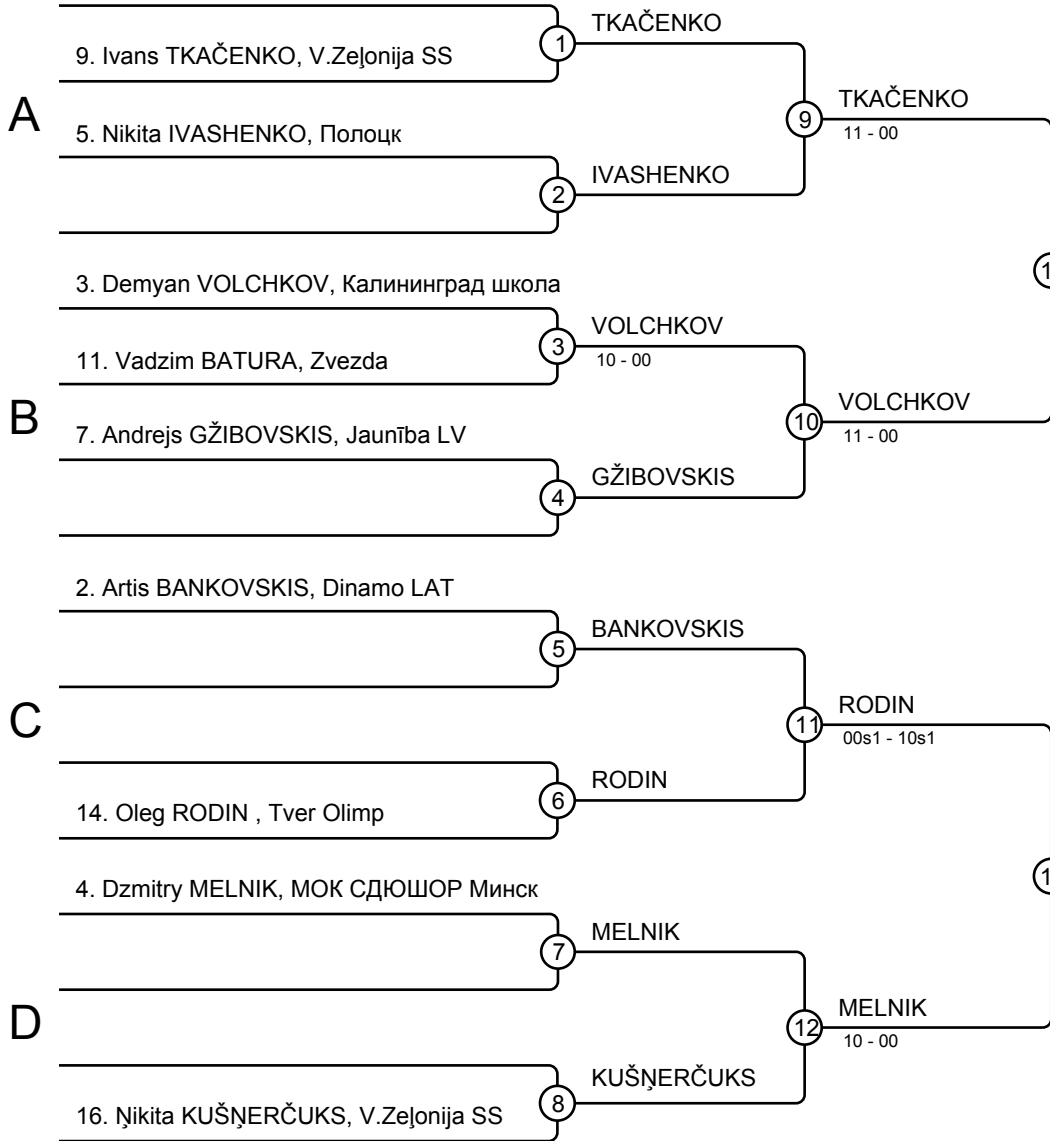 TKAČENKO
9. Ivans TKAČENKO, V.Zeļonija SS
1
A
TKAČENKO
9
11 - 00
5. Nikita IVASHENKO, Полоцк
IVASHENKO
2
3. Demyan VOLCHKOV, Калининград школа
1
VOLCHKOV
3
10 - 00
11. Vadzim BATURA, Zvezda
B
VOLCHKOV
10
11 - 00
7. Andrejs GŽIBOVSKIS, Jaunība LV
GŽIBOVSKIS
4
2. Artis BANKOVSKIS, Dinamo LAT
BANKOVSKIS
5
C
RODIN
11
00s1 - 10s1
RODIN
6
14. Oleg RODIN , Tver Olimp
4. Dzmitry MELNIK, МОК СДЮШОР Минск
1
MELNIK
7
D
MELNIK
12
10 - 00
KUŠŅERČUKS
8
16. Ņikita KUŠŅERČUKS, V.Zeļonija SS